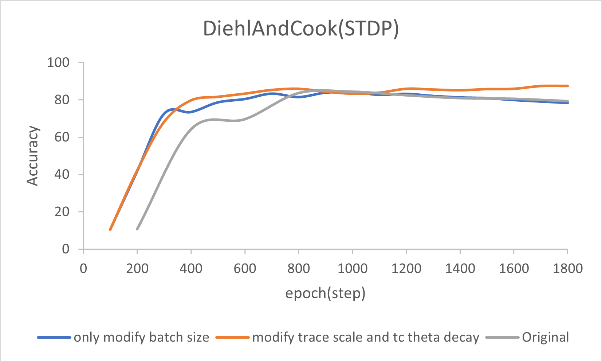 DiehlAndCook(STDP)
100
80
60
40
20
0
Accuracy
0 200 400 600 800 1000 1200 1400 1600 1800
epoch(step)
only modify batch size modify trace scale and tc theta decay Original